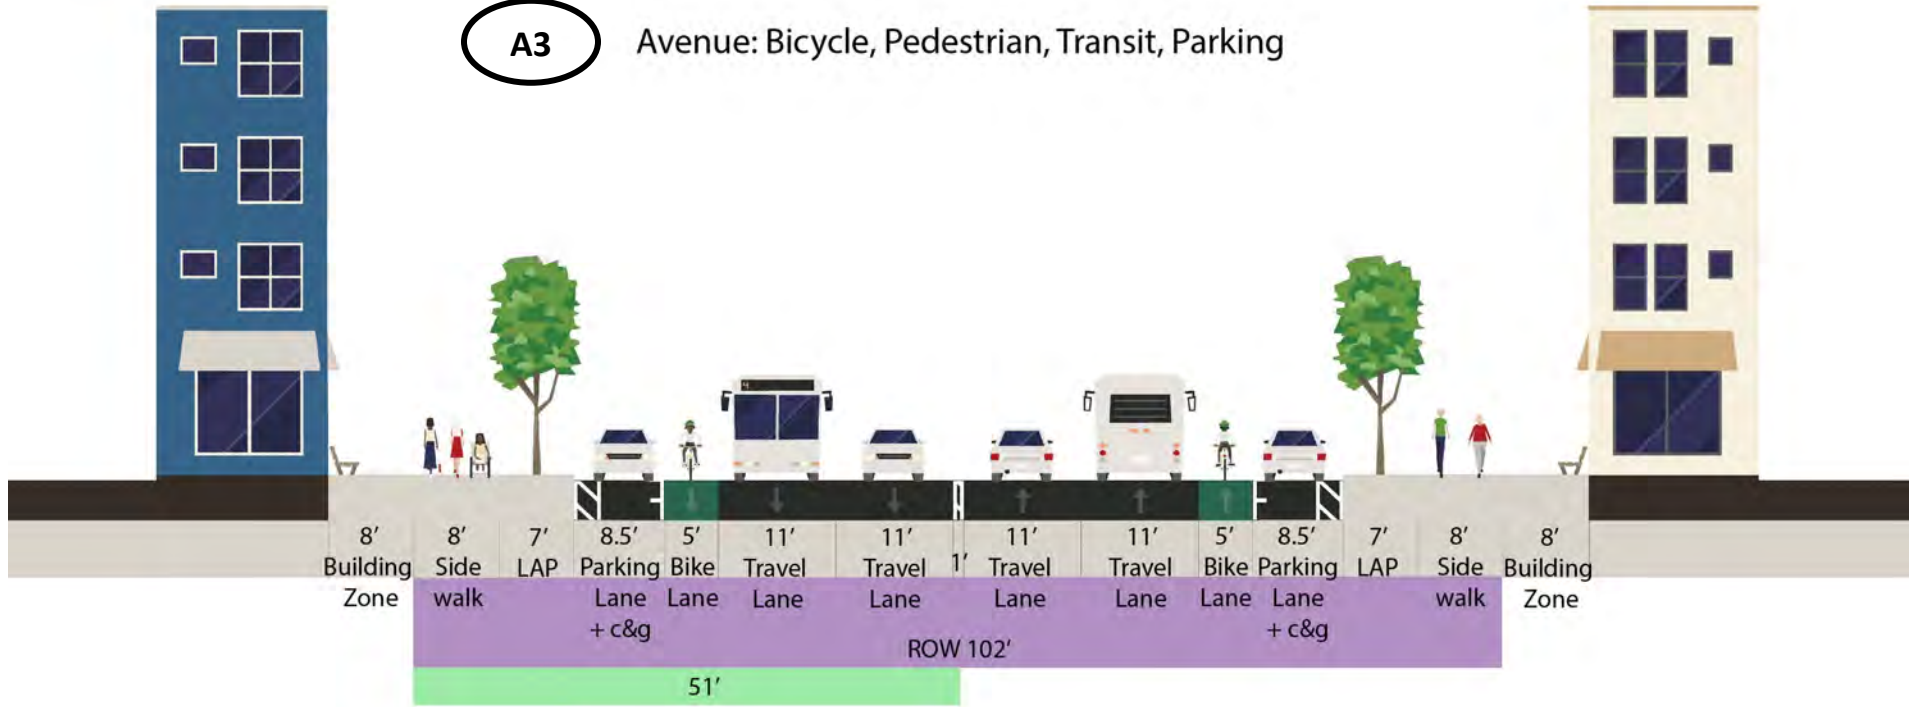 A3
Avenue: Bicycle, Pedestrian, Transit, Parking
8’ 8’ 7’ 8.5’ 5’ 11’ 11’ 11’ 11’ 5’ 8.5’ 7’ 8’ 8’
Building Side LAP Parking Bike Travel Travel 1’ Travel Travel Bike Parking LAP Side Building
Zone walk Lane Lane Lane Lane Lane Lane Lane Lane walk Zone
+ c&g + c&g
ROW 102’
51’